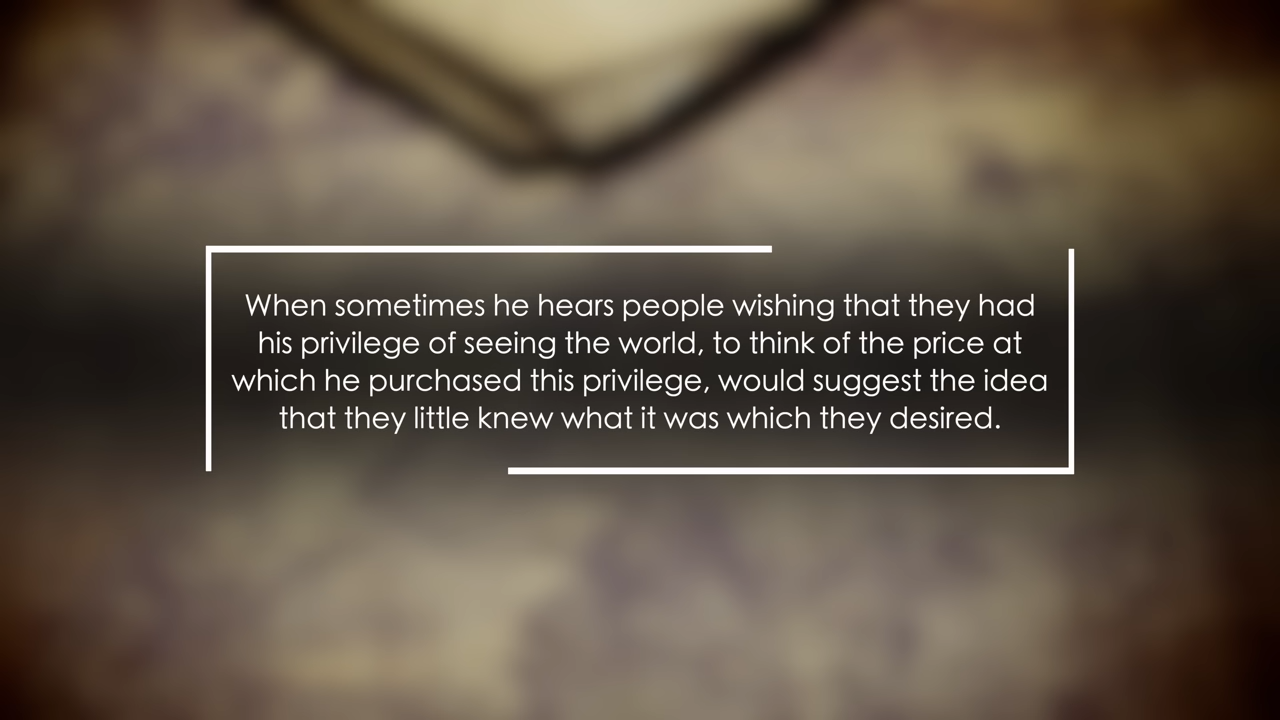 When sometimes he hears people wishing that they had
his privilege of seeing the world, to think of the price at
which he purchased this privilege, would suggest the idea
that they little knew what it was which they desired.